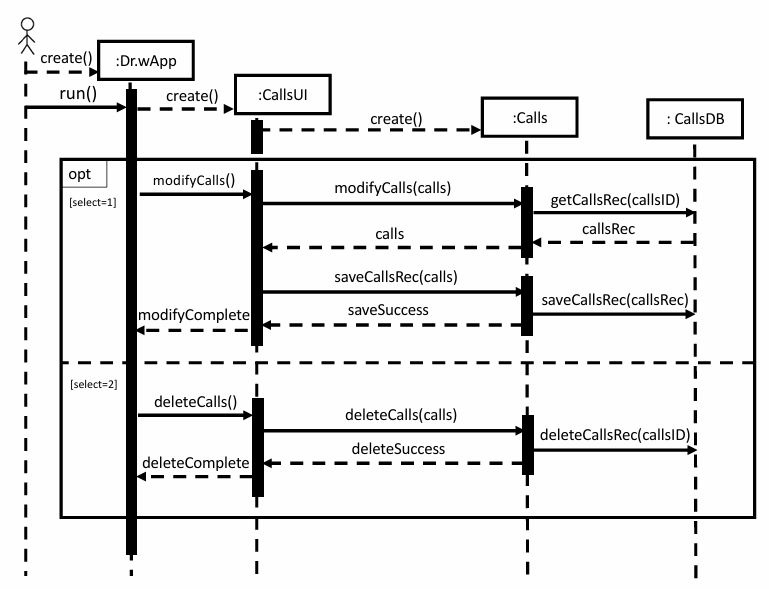 create()
:Dr.wApp
run()
create()
:CallsUI
create()
:Calls
: CallsDB
opt
[select=1]
modifyCalls()
modifyCalls(calls)
getCallsRec(callsID)
callsRec
calls
saveCallsRec(calls)
saveCallsRec(callsRec)
saveSuccess
modifyComplete
[select=2]
deleteCalls()
deleteCalls(calls)
deleteCallsRec(callsID)
deleteSuccess
deleteComplete